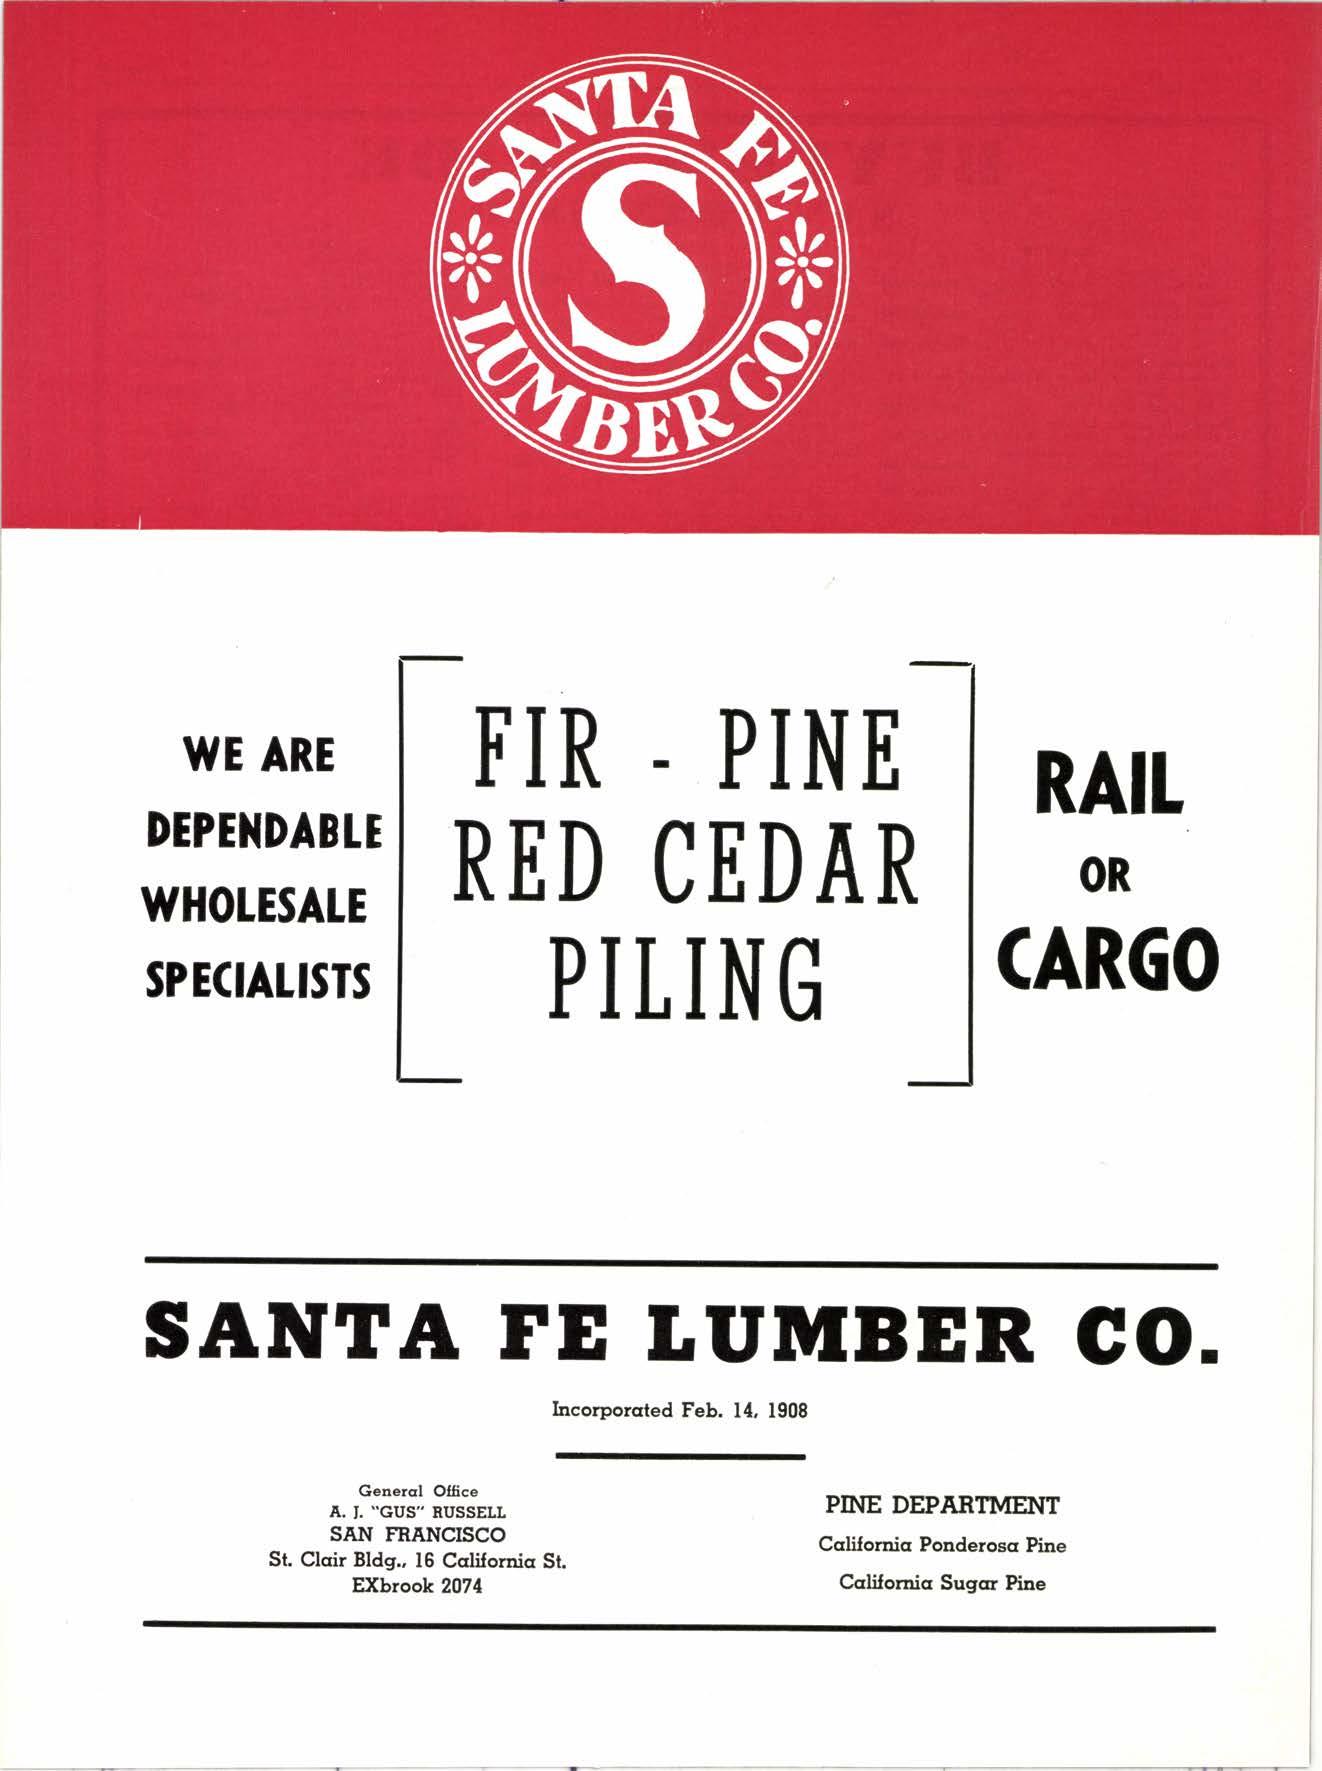 SANTA FE
S
LUMBER CO.
WE ARE
DEPENDABLE
WHOLESALE
SPECIALISTS
FIR - PINE
RED CEDAR
PILING
RAIL
OR
CARGO
SANTA FE LUMBER CO.
Incorporated Feb. 14, 1908
General Office
A. J. "GUS" RUSSELL
SAN FRANCISCO
St. Clair Bldg., 16 California St.
EXbrook 2074
PINE DEPARTMENT
California Ponderosa Pine
California Sugar Pine